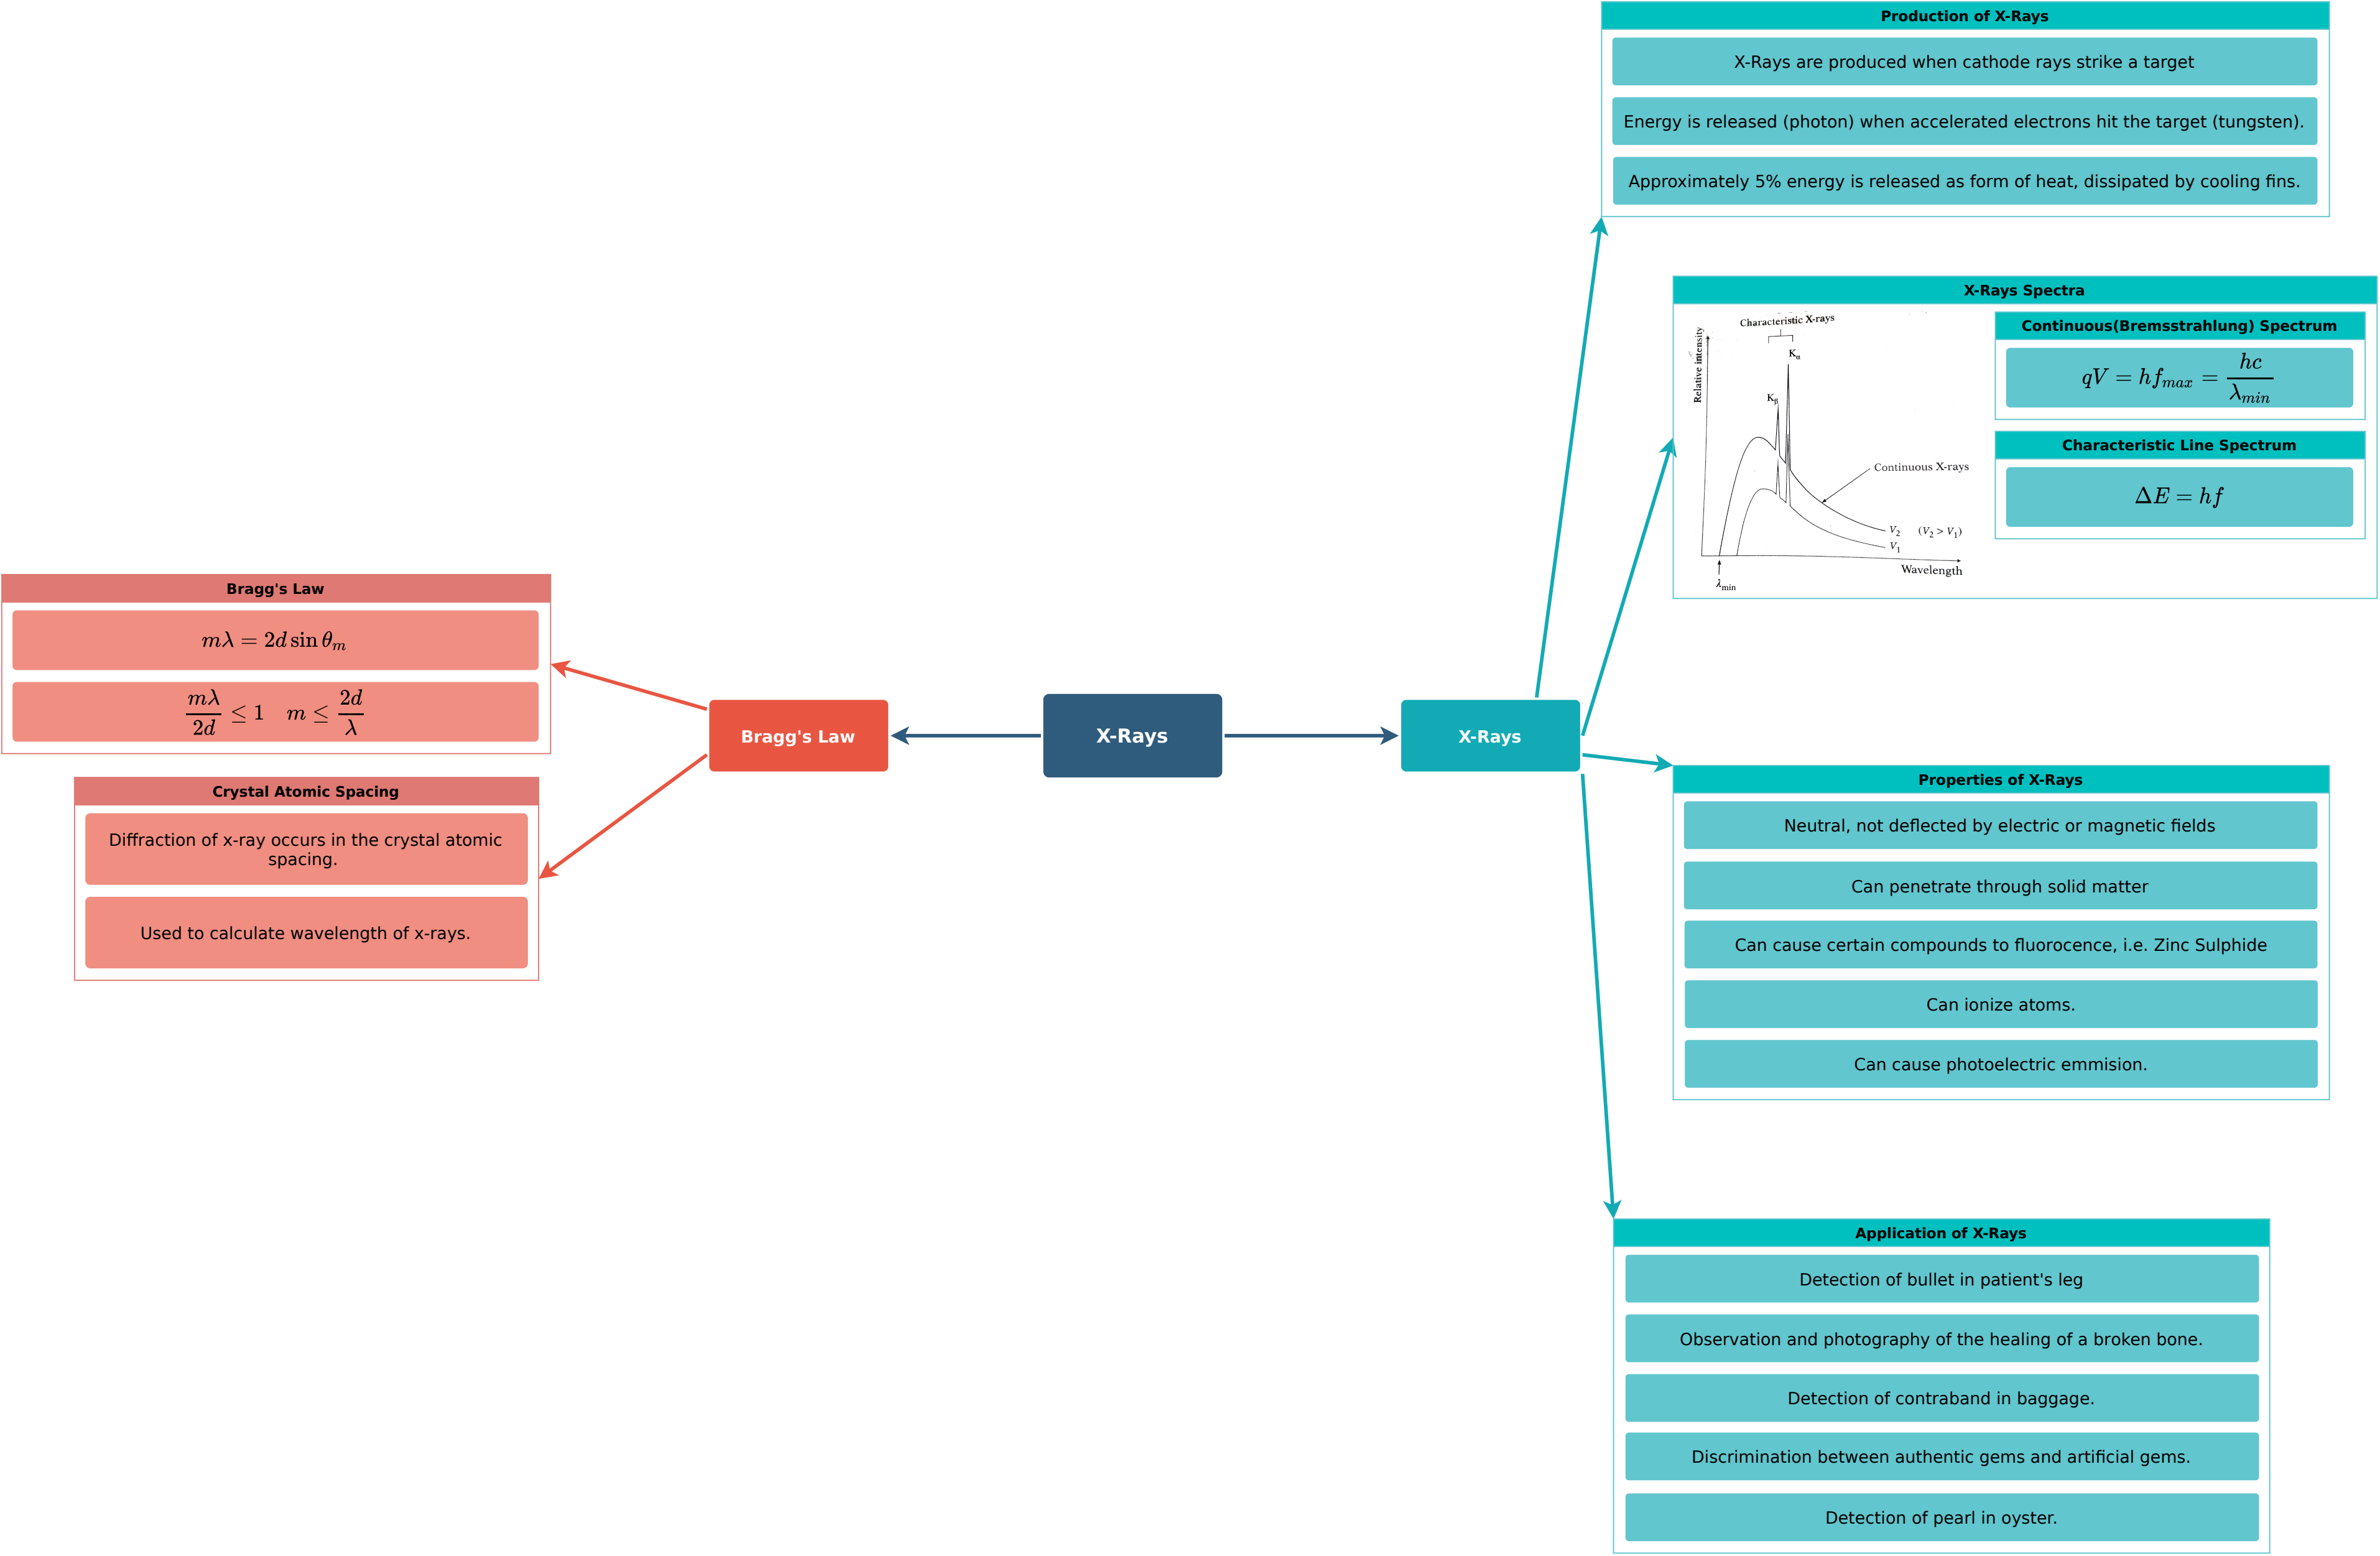 Production of X-Rays
X-Rays are produced when cathode rays strike a target
Energy is released (photon) when accelerated electrons hit the target (tungsten).
Approximately 5% energy is released as form of heat, dissipated by cooling fins.
X-Rays Spectra
Characteristic X-rays
Relative intensity
Kα
Kβ
Continuous X-rays
V₂ (V₂ > V₁)
V₁
Wavelength
λmin
Continuous(Bremsstrahlung) Spectrum
qV = hf_{max} = \frac{hc}{λ_{min}}
Characteristic Line Spectrum
ΔE = hf
Bragg's Law
mλ = 2d sin θ_m
\frac{mλ}{2d} ≤ 1 m ≤ \frac{2d}{λ}
Crystal Atomic Spacing
Diffraction of x-ray occurs in the crystal atomic
spacing.
Used to calculate wavelength of x-rays.
Bragg's Law
X-Rays
X-Rays
Properties of X-Rays
Neutral, not deflected by electric or magnetic fields
Can penetrate through solid matter
Can cause certain compounds to fluorocence, i.e. Zinc Sulphide
Can ionize atoms.
Can cause photoelectric emmision.
Application of X-Rays
Detection of bullet in patient's leg
Observation and photography of the healing of a broken bone.
Detection of contraband in baggage.
Discrimination between authentic gems and artificial gems.
Detection of pearl in oyster.